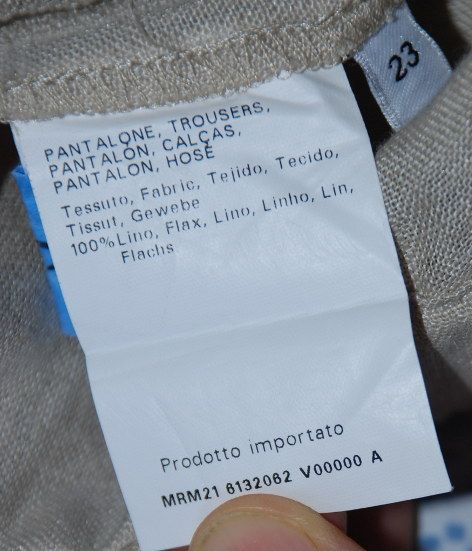 23
PANTALONE, TROUSERS,
PANTALÓN, CALÇAS,
PANTALON, HOSE
Tessuto, Fabric, Tejido, Tecido,
Tissut, Gewebe
100% Lino, Flax, Lino, Linho, Lin,
Flachs
Prodotto importato
MRM21 6132062 V00000 A